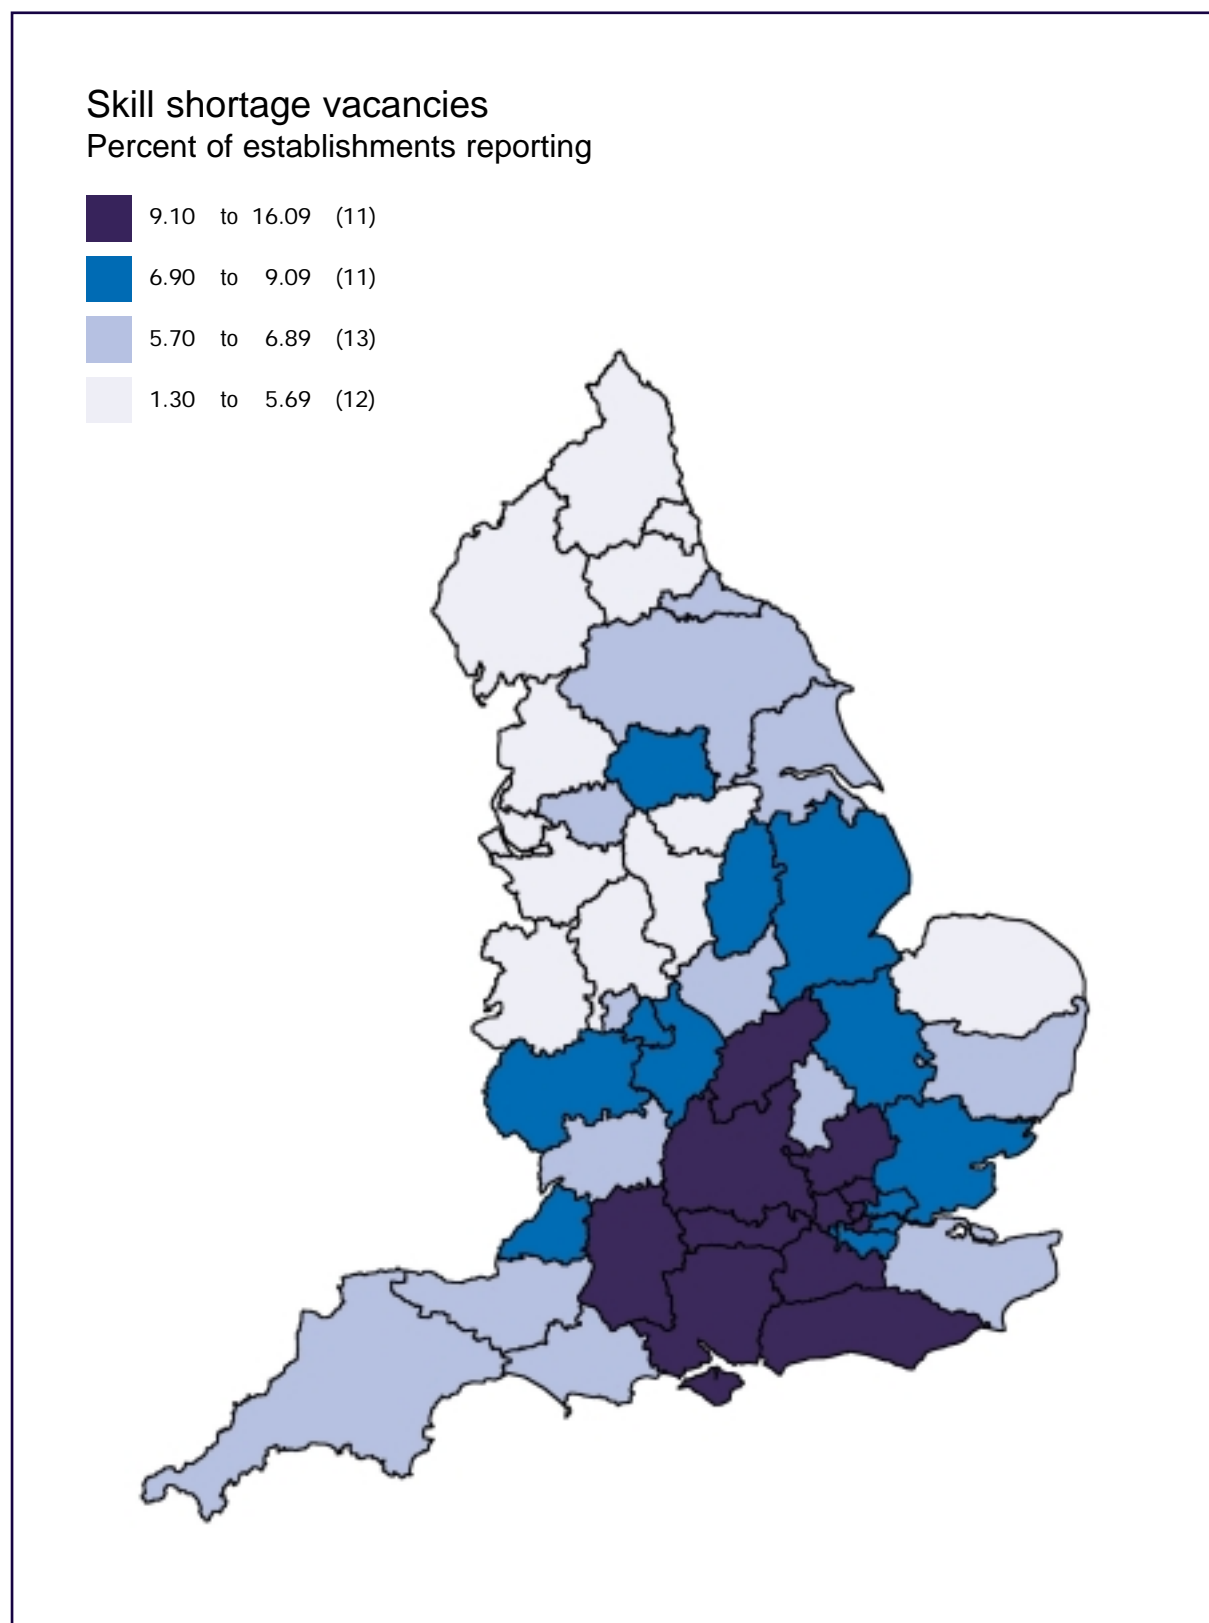 Skill shortage vacancies
Percent of establishments reporting
9.10 to 16.09 (11)
6.90 to 9.09 (11)
5.70 to 6.89 (13)
1.30 to 5.69 (12)